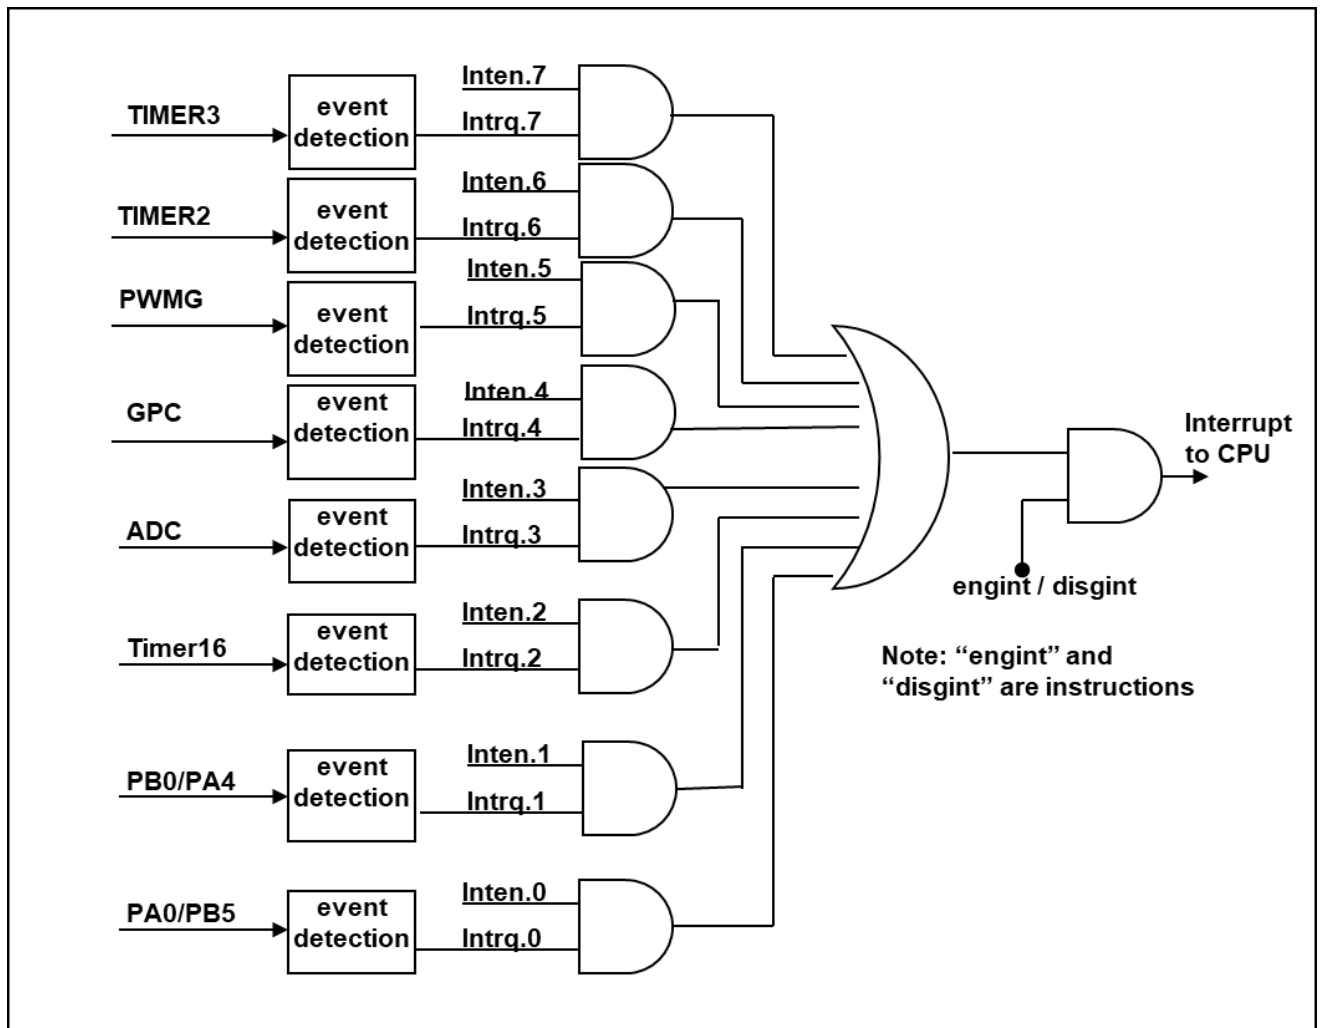 TIMER3
event
detection
Inten.7
Intrq.7
TIMER2
event
detection
Inten.6
Intrq.6
PWMG
event
detection
Inten.5
Intrq.5
GPC
event
detection
Inten.4
Intrq.4
ADC
event
detection
Inten.3
Intrq.3
Timer16
event
detection
Inten.2
Intrq.2
PB0/PA4
event
detection
Inten.1
Intrq.1
PA0/PB5
event
detection
Inten.0
Intrq.0
Interrupt
to CPU
engint / disgint
Note: “engint” and
“disgint” are instructions